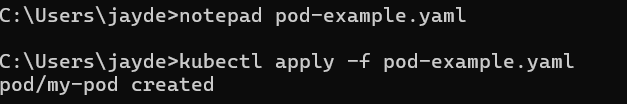 C:\Users\jayde>notepad pod-example.yaml
C:\Users\jayde>kubectl apply -f pod-example.yaml
pod/my-pod created